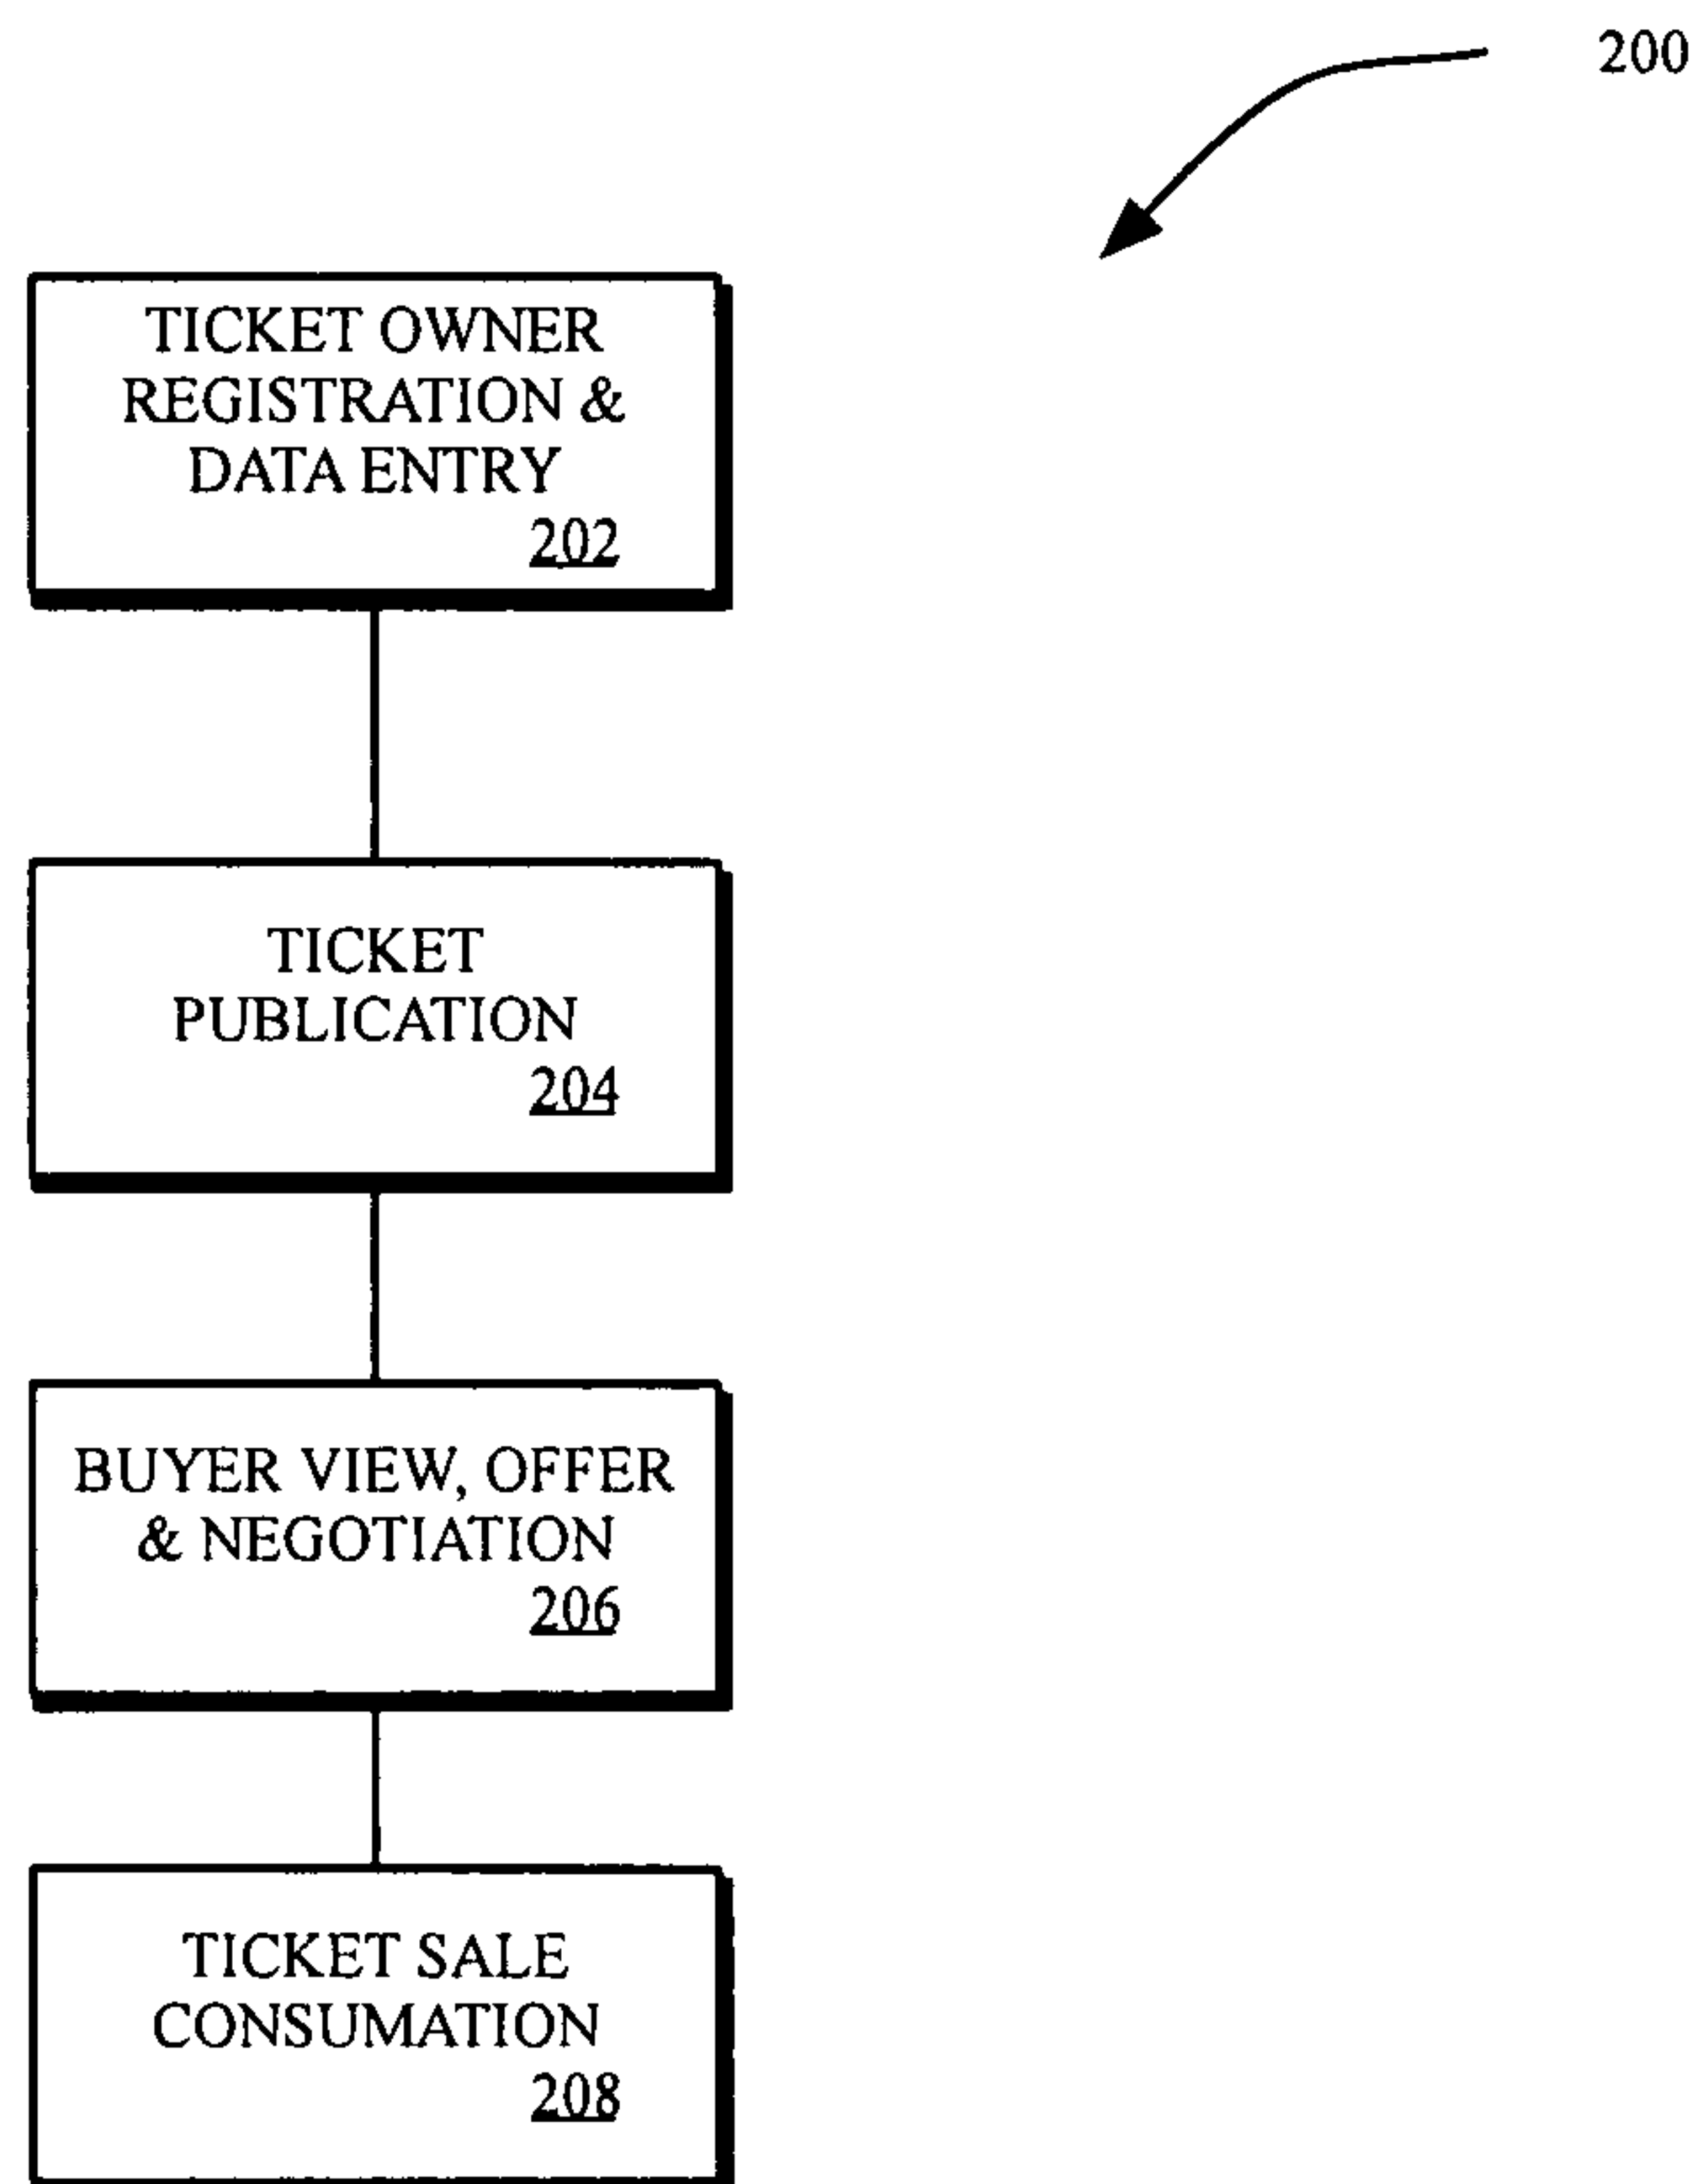 200
TICKET OWNER
REGISTRATION &
DATA ENTRY
202
TICKET
PUBLICATION
204
BUYER VIEW, OFFER
& NEGOTIATION
206
TICKET SALE
CONSUMATION
208